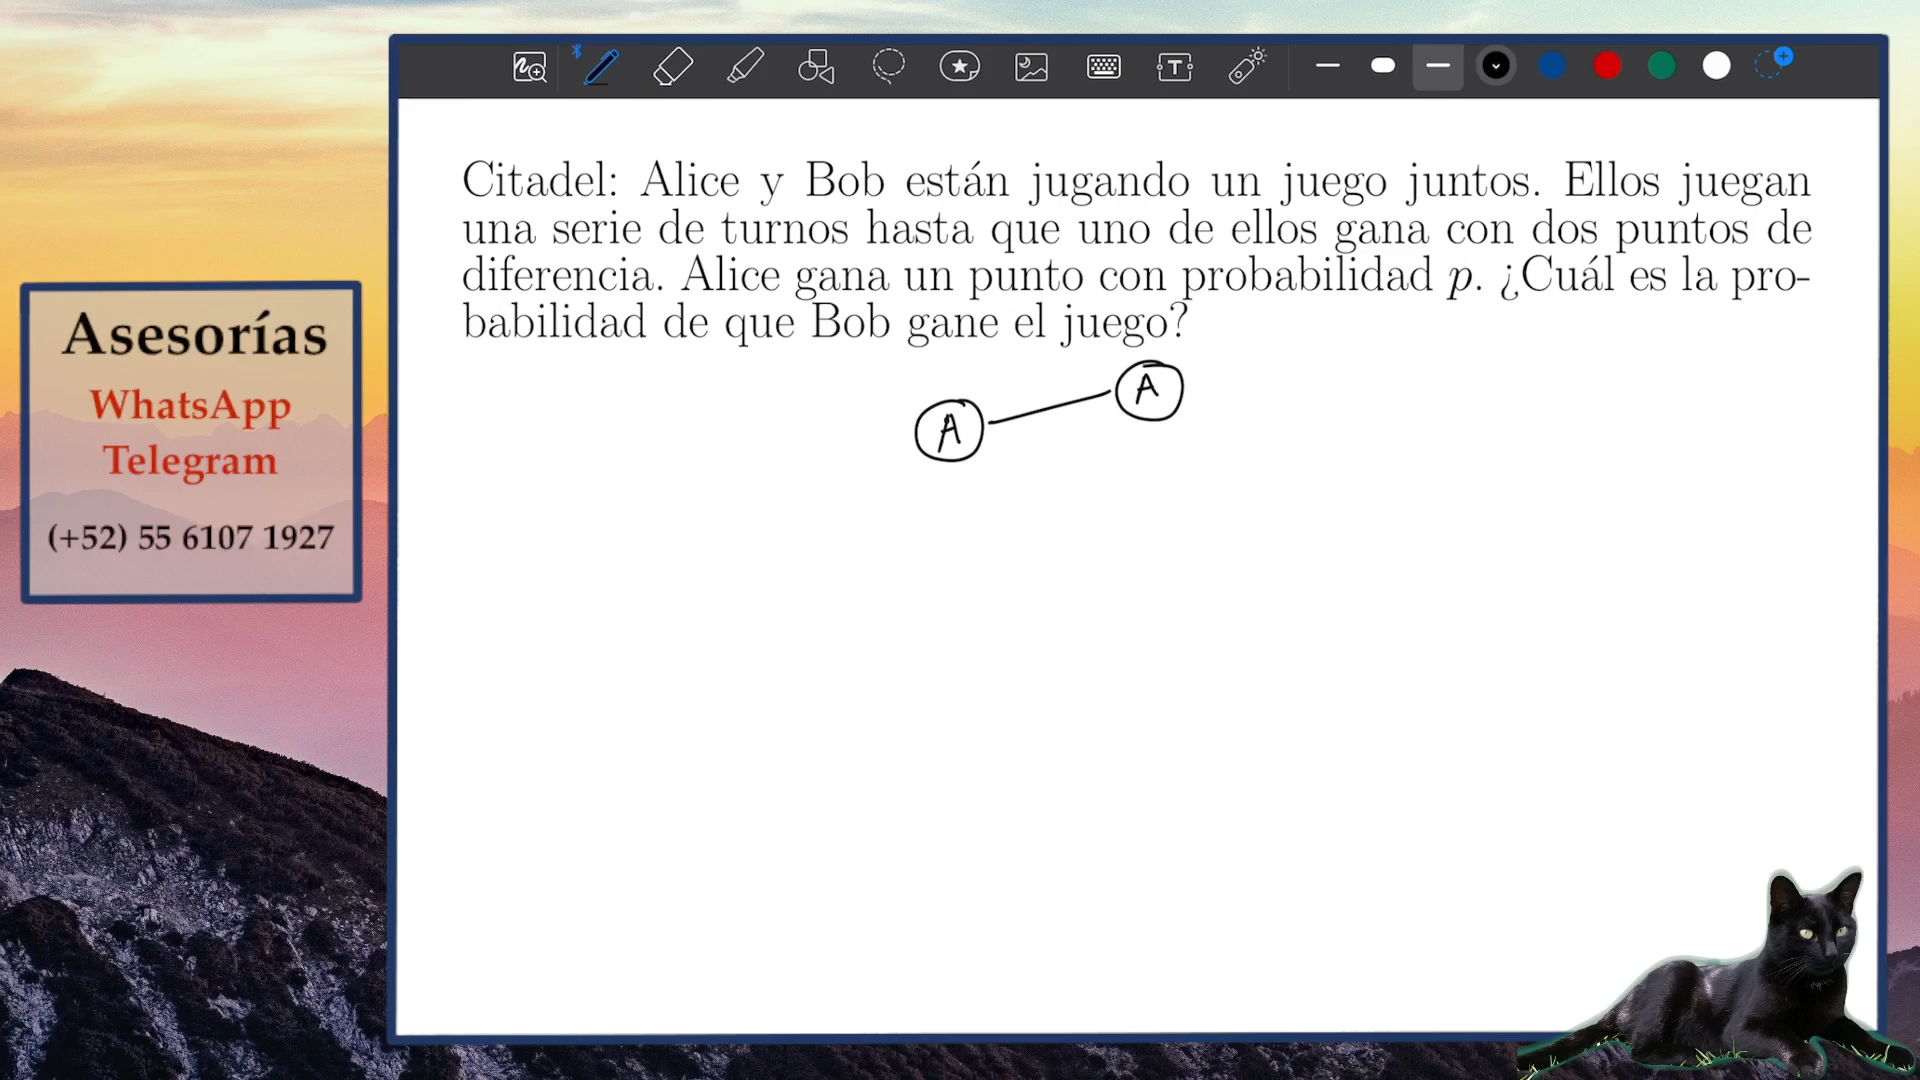 Citadel: Alice y Bob están jugando un juego juntos. Ellos juegan
una serie de turnos hasta que uno de ellos gana con dos puntos de
diferencia. Alice gana un punto con probabilidad p. ¿Cuál es la pro-
babilidad de que Bob gane el juego?
A
A
Asesorías
WhatsApp
Telegram
(+52) 55 6107 1927